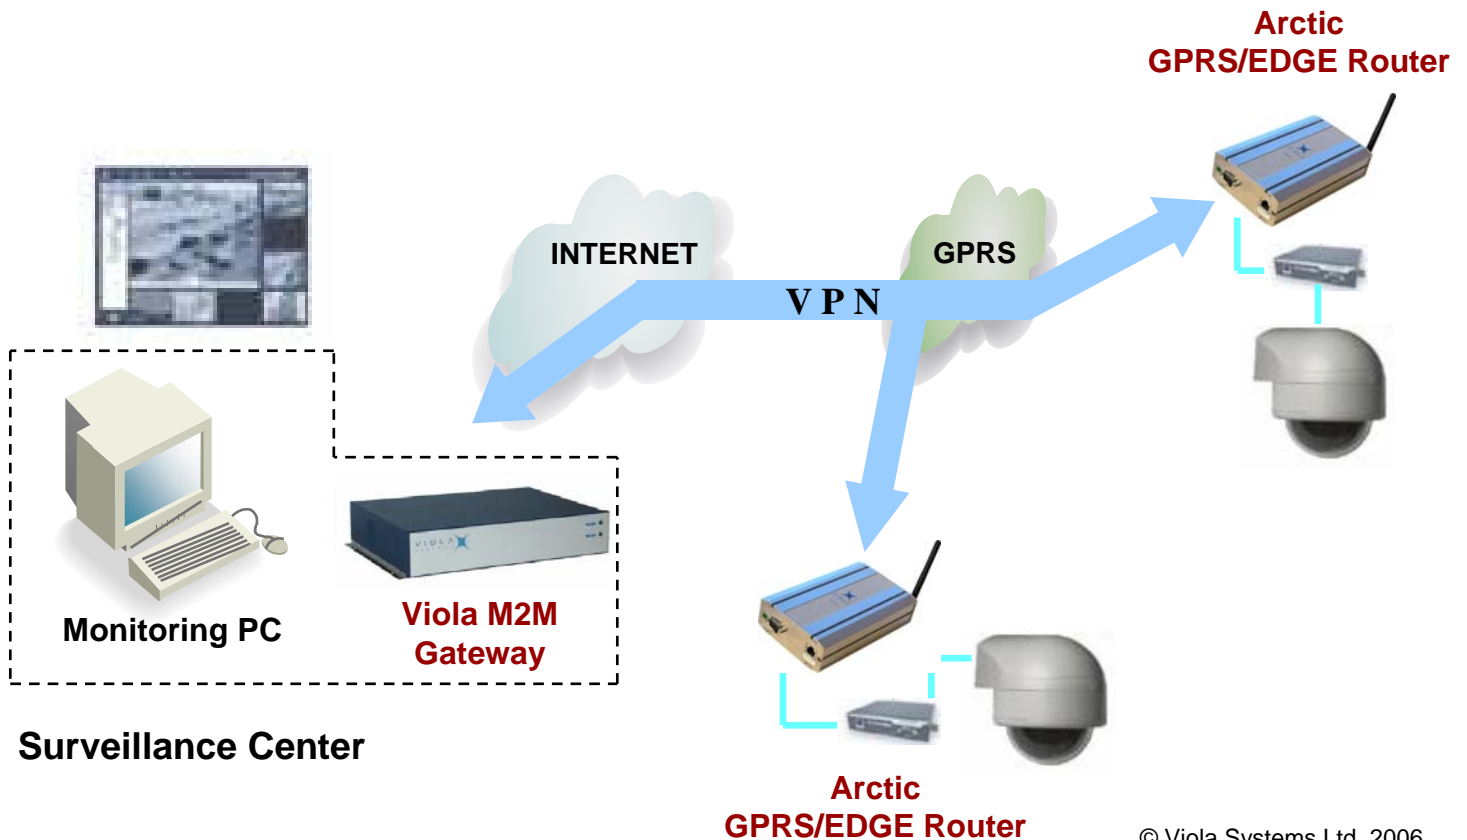 Arctic
GPRS/EDGE Router
INTERNET
GPRS
V P N
VIOLA
Monitoring PC
Viola M2M
Gateway
Surveillance Center
Arctic
GPRS/EDGE Router
© Viola Systems Ltd. 2006